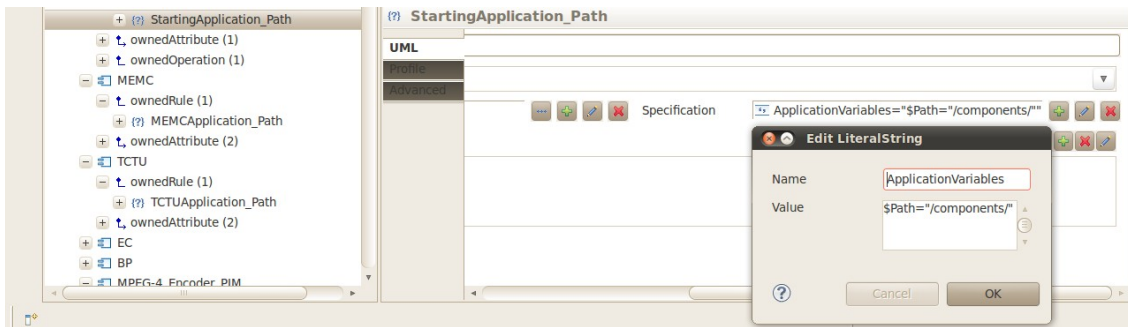 {?} StartingApplication_Path
ownedAttribute (1)
ownedOperation (1)
MEMC
ownedRule (1)
{?} MEMCApplication_Path
ownedAttribute (2)
TCTU
ownedRule (1)
{?} TCTUApplication_Path
ownedAttribute (2)
EC
BP
MPEG-4_Encoder_PIM
{?} StartingApplication_Path
UML
Profile
Advanced
Specification
ApplicationVariables="$Path="/components/""
Edit LiteralString
Name
ApplicationVariables
Value
$Path="/components/"
Cancel
OK